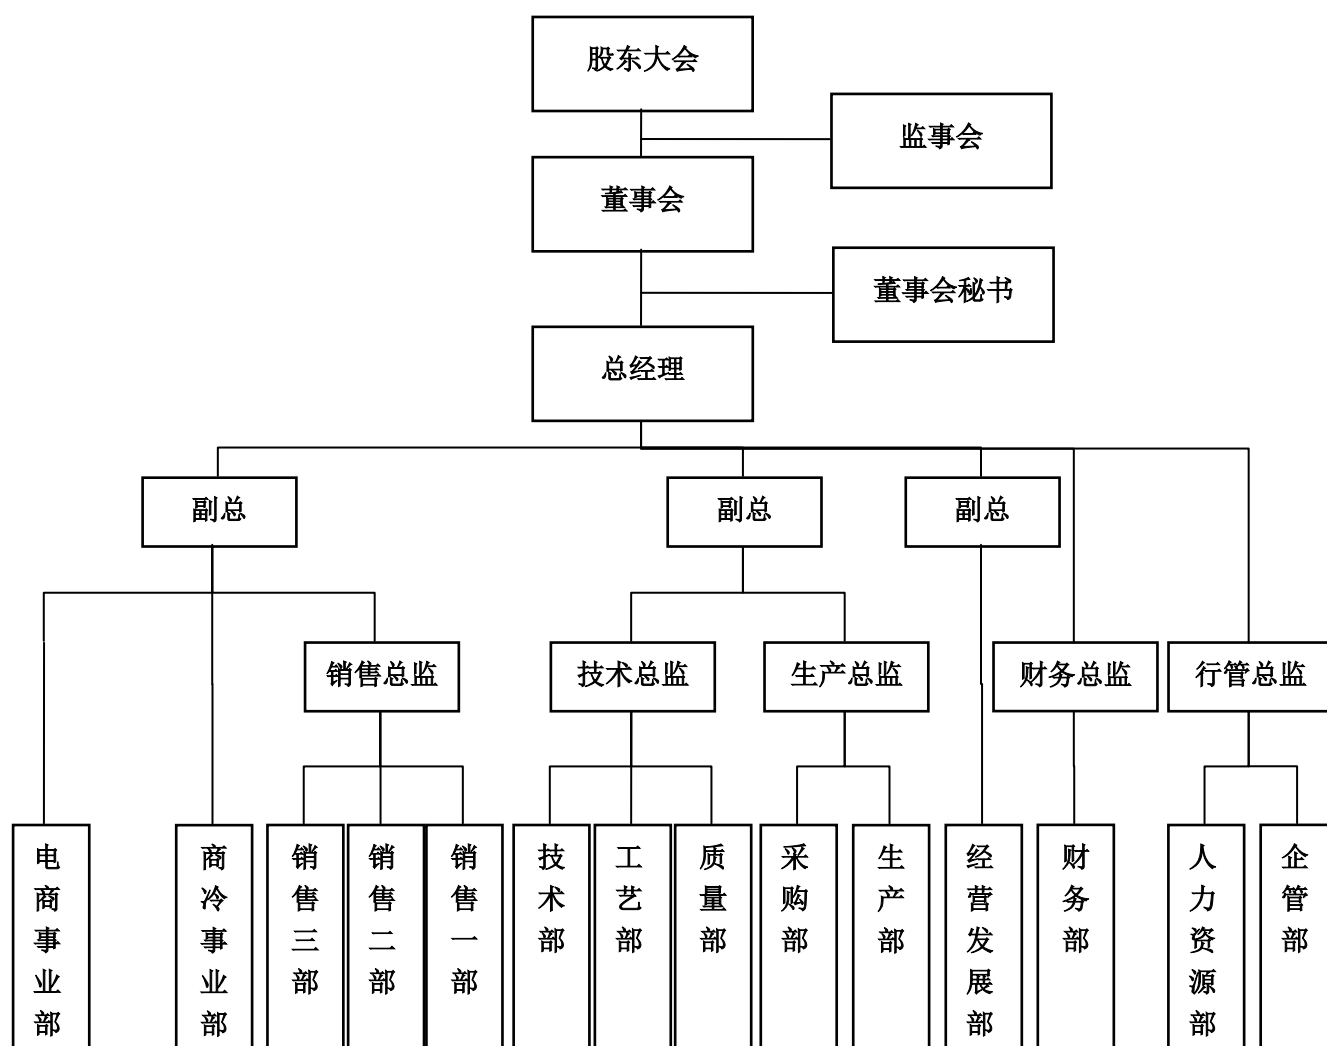 股东大会
监事会
董事会
董事会秘书
总经理
副总
副总
副总
销售总监
技术总监
生产总监
财务总监
行管总监
电商事业部
商冷事业部
销售三部
销售二部
销售一部
技术部
工艺部
质量部
采购部
生产部
经营发展部
财务部
人力资源部
企管部